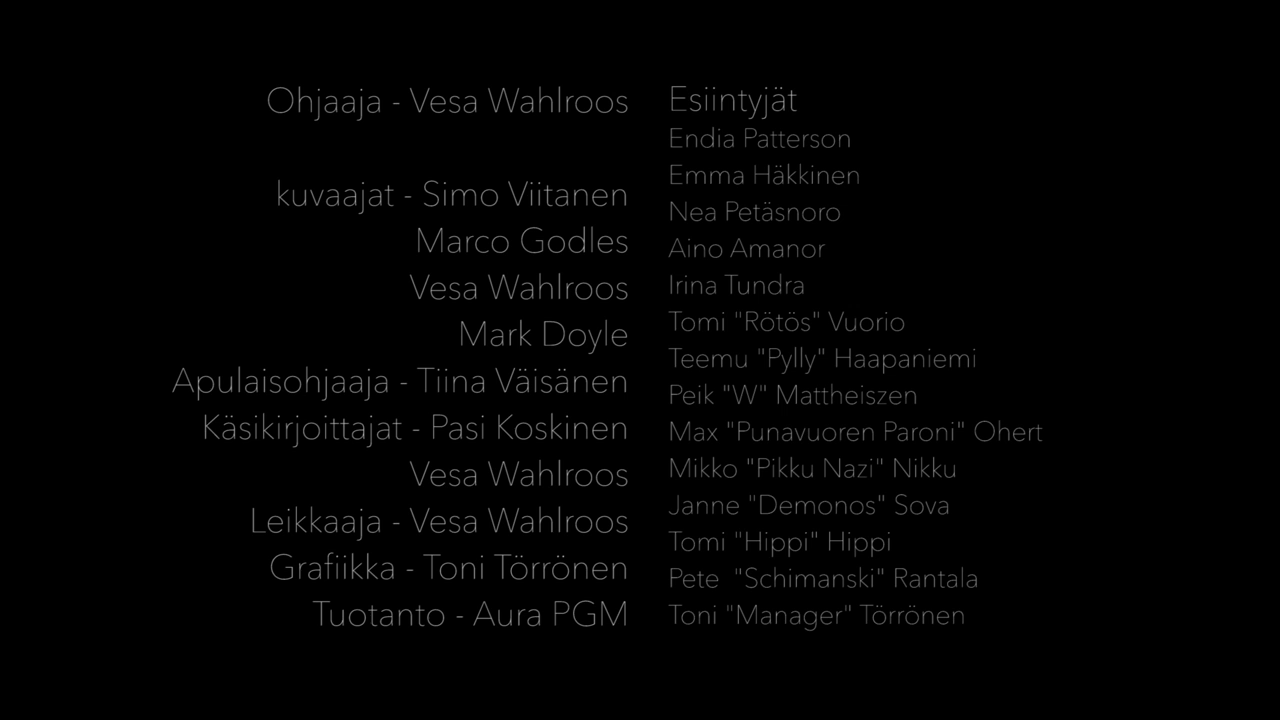 Ohjaaja - Vesa Wahlroos
kuvaajat - Simo Viitanen
Marco Godles
Vesa Wahlroos
Mark Doyle
Apulaisohjaaja - Tiina Väisänen
Käsikirjoittajat - Pasi Koskinen
Vesa Wahlroos
Leikkaaja - Vesa Wahlroos
Grafiikka - Toni Törrönen
Tuotanto - Aura PGM
Esiintyjät
Endia Patterson
Emma Häkkinen
Nea Petäsnoro
Aino Amanor
Irina Tundra
Tomi "Rötös" Vuorio
Teemu "Pylly" Haapaniemi
Peik "W" Mattheiszen
Max "Punavuoren Paroni" Ohert
Mikko "Pikku Nazi" Nikku
Janne "Demonos" Sova
Tomi "Hippi" Hippi
Pete  "Schimanski" Rantala
Toni "Manager" Törrönen